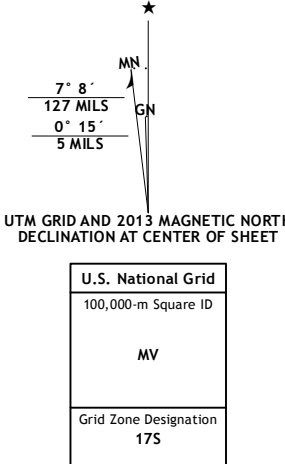 MN
7° 8´
127 MILS
GN
0° 15´
5 MILS
UTM GRID AND 2013 MAGNETIC NORTH
DECLINATION AT CENTER OF SHEET
U.S. National Grid
100,000-m Square ID
MV
Grid Zone Designation
17S